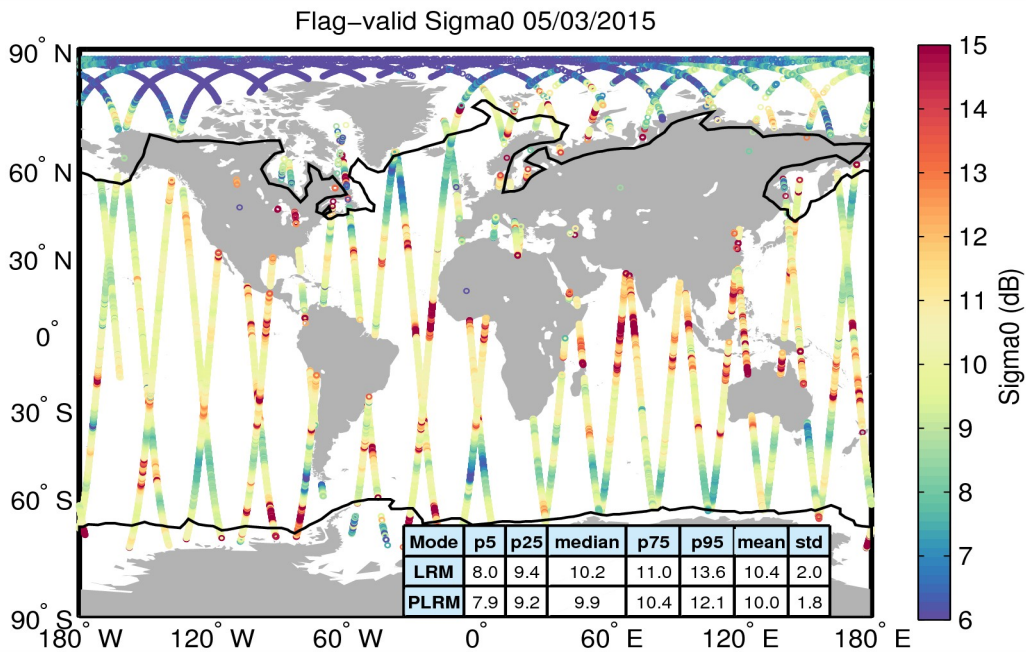 Flag−valid Sigma0 05/03/2015
90° N
60° N
30° N
0°
30° S
60° S
90° S
180° W
120° W
60° W
0°
60° E
120° E
180° E
15
14
13
12
11
10
9
8
7
6
Sigma0 (dB)
Mode p5 p25 median p75 p95 mean std
LRM 8.0 9.4 10.2 11.0 13.6 10.4 2.0
PLRM 7.9 9.2 9.9 10.4 12.1 10.0 1.8